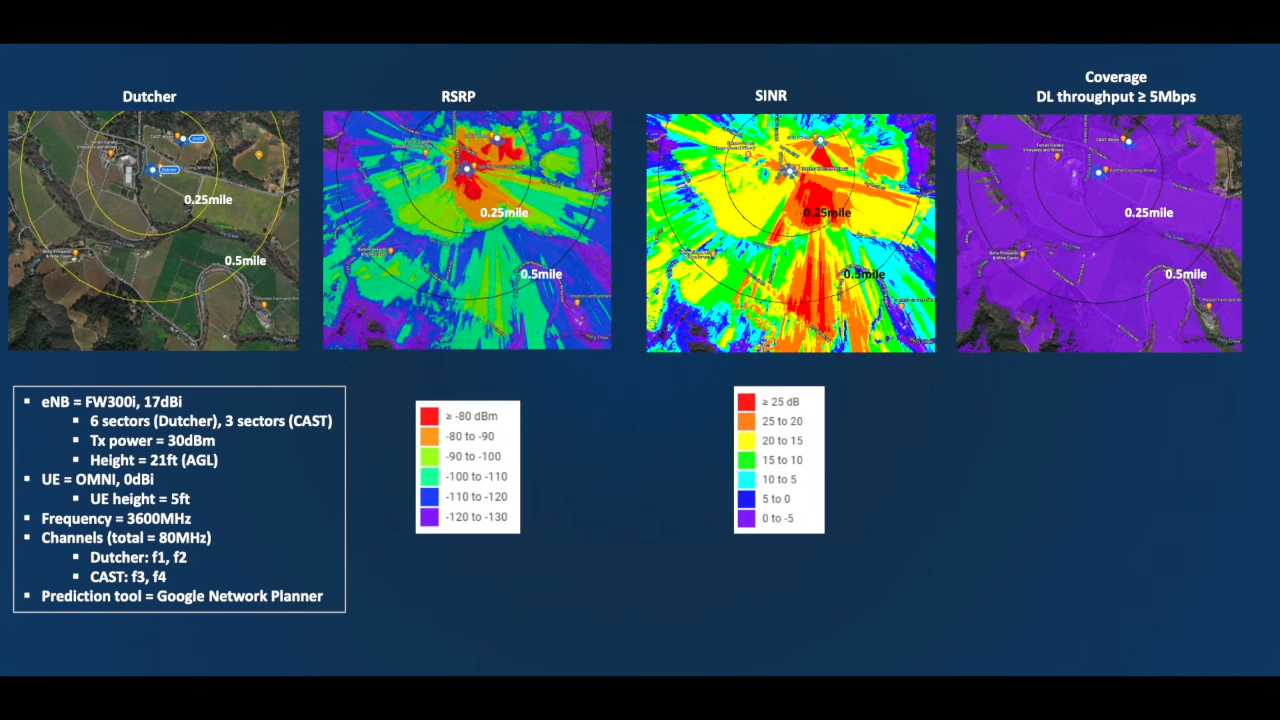 Dutcher
RSRP
SINR
Coverage
DL throughput ≥ 5Mbps
0.25mile
0.5mile
0.25mile
0.5mile
0.25mile
0.5mile
0.25mile
0.5mile
▪ eNB = FW300i, 17dBi
▪ 6 sectors (Dutcher), 3 sectors (CAST)
▪ Tx power = 30dBm
▪ Height = 21ft (AGL)
▪ UE = OMNI, 0dBi
▪ UE height = 5ft
▪ Frequency = 3600MHz
▪ Channels (total = 80MHz)
▪ Dutcher: f1, f2
▪ CAST: f3, f4
▪ Prediction tool = Google Network Planner
≥ -80 dBm
-80 to -90
-90 to -100
-100 to -110
-110 to -120
-120 to -130
≥ 25 dB
25 to 20
20 to 15
15 to 10
10 to 5
5 to 0
0 to -5